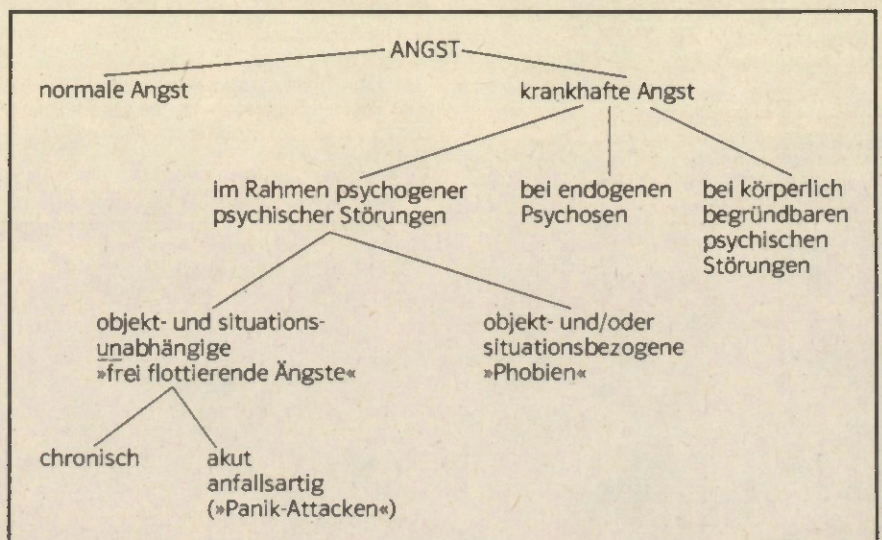 ANGST
normale Angst
krankhafte Angst
im Rahmen psychogener
psychischer Störungen
bei endogenen
Psychosen
bei körperlich
begründbaren
psychischen
Störungen
objekt- und situations-
unabhängige
»frei flottierende Ängste«
objekt- und/oder
situationsbezogene
»Phobien«
chronisch
akut
anfallsartig
(»Panik-Attacken«)